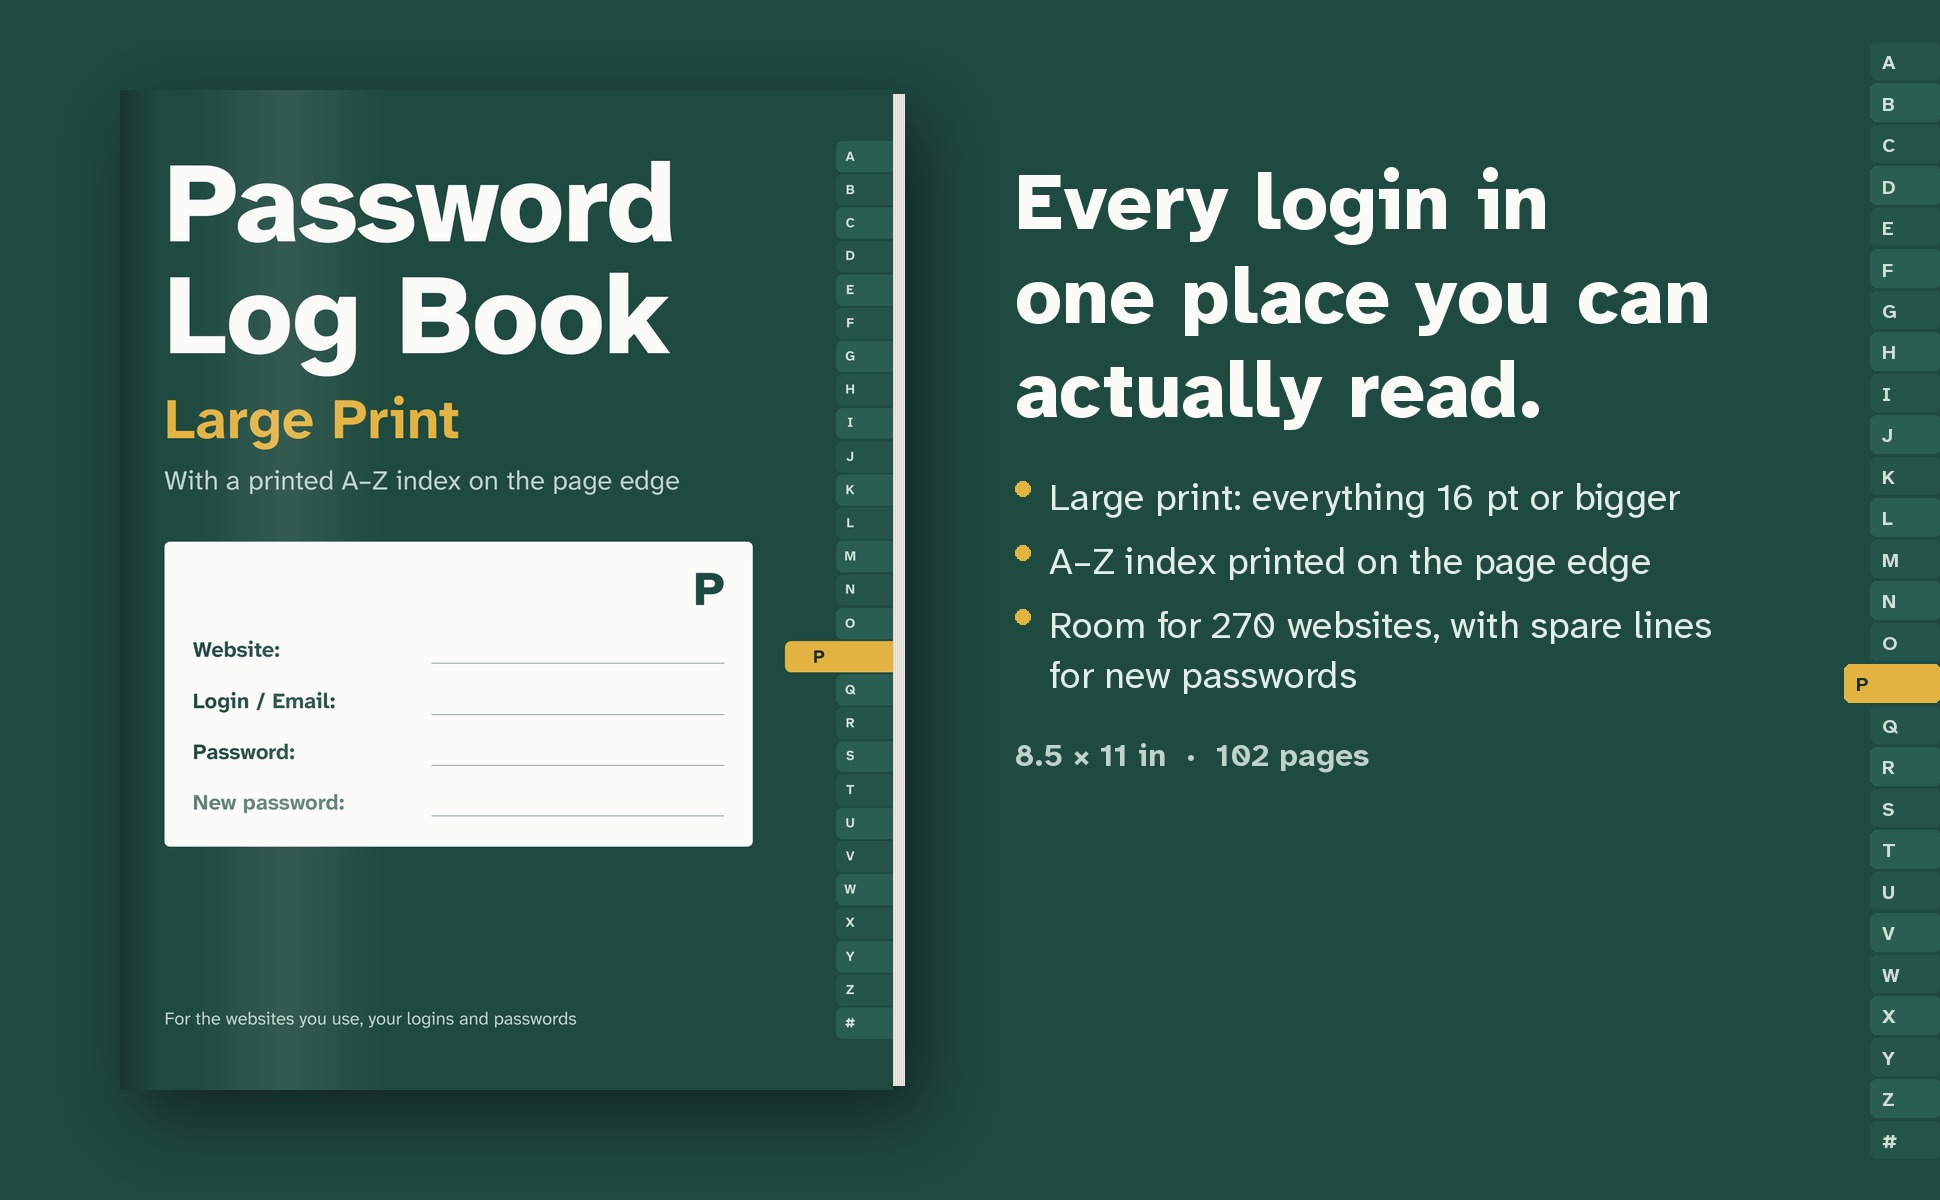 Password
Log Book
Large Print
With a printed A–Z index on the page edge
P
Website:
Login / Email:
Password:
New password:
For the websites you use, your logins and passwords
A
B
C
D
E
F
G
H
I
J
K
L
M
N
O
P
Q
R
S
T
U
V
W
X
Y
Z
#
Every login in
one place you can
actually read.
Large print: everything 16 pt or bigger
A–Z index printed on the page edge
Room for 270 websites, with spare lines
for new passwords
8.5 × 11 in · 102 pages
A
B
C
D
E
F
G
H
I
J
K
L
M
N
O
P
Q
R
S
T
U
V
W
X
Y
Z
#